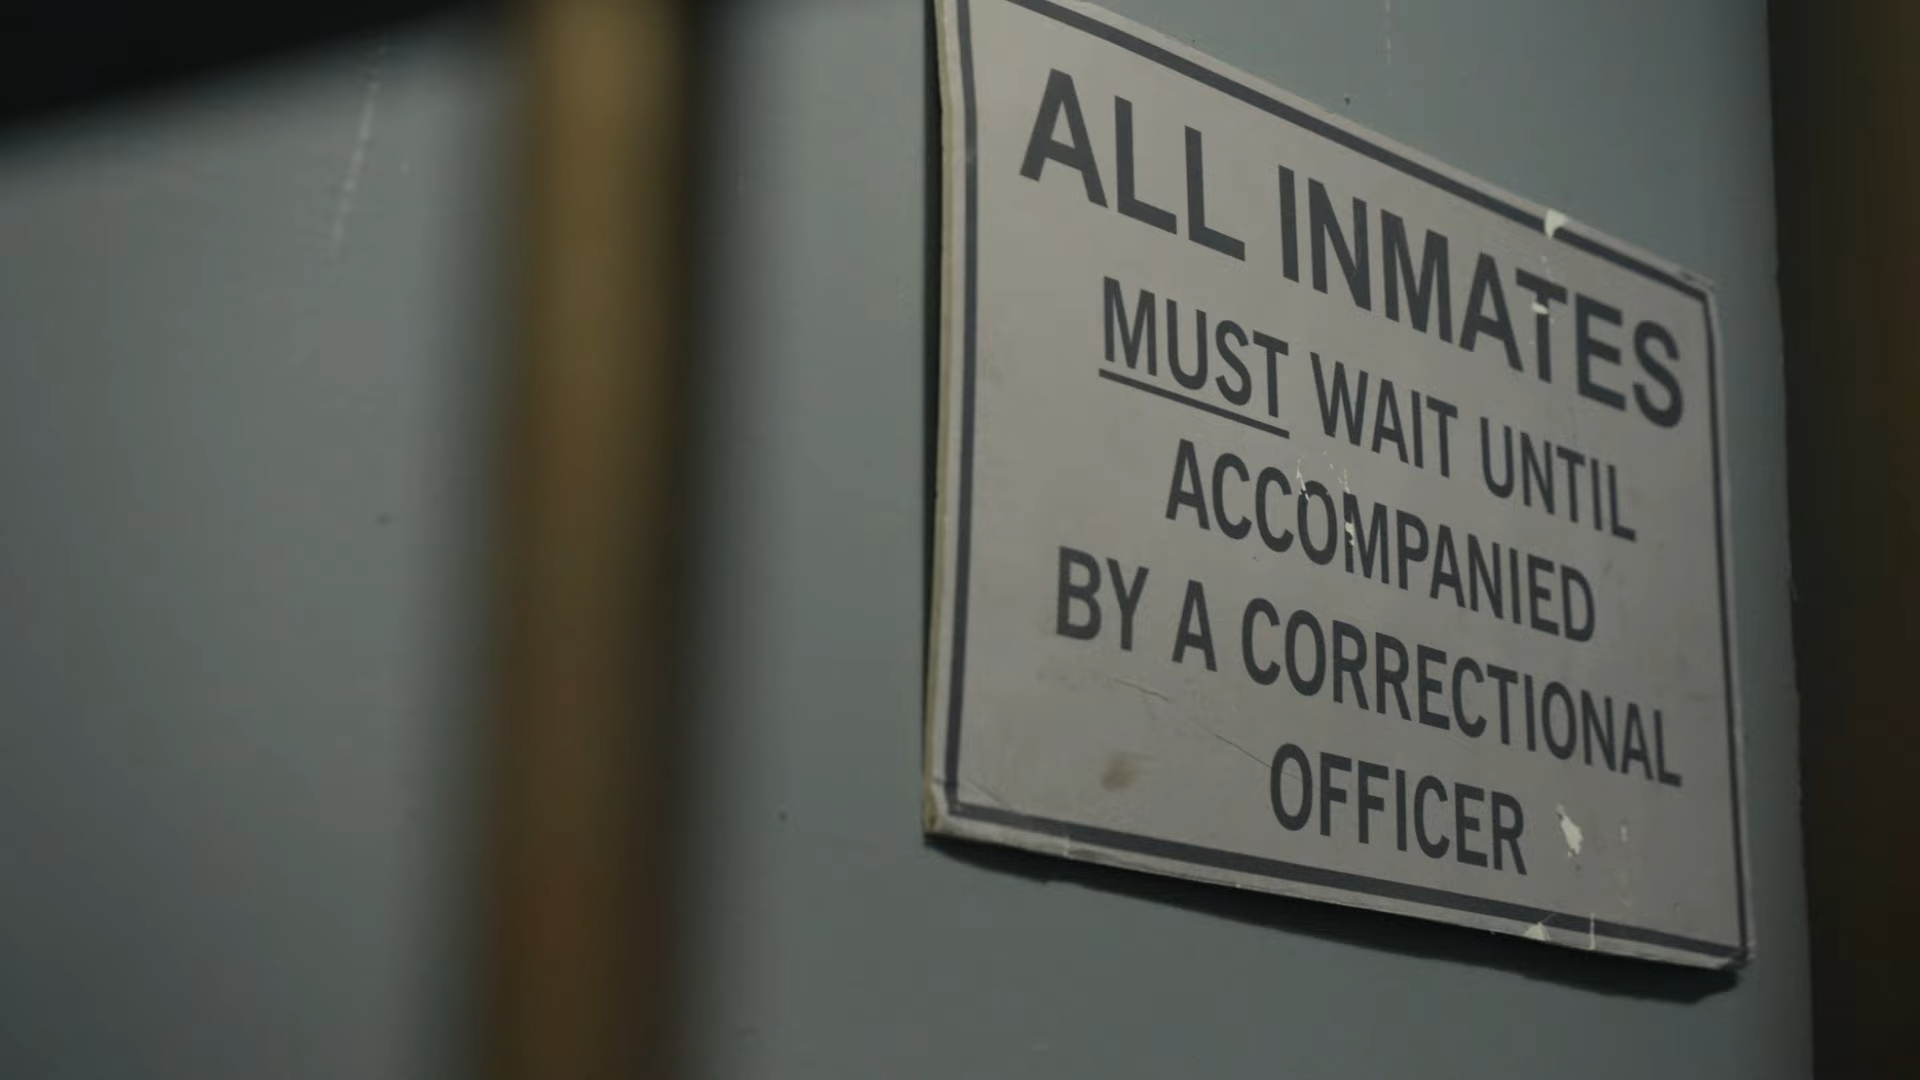 ALL INMATES
MUST WAIT UNTIL
ACCOMPANIED
BY A CORRECTIONAL
OFFICER